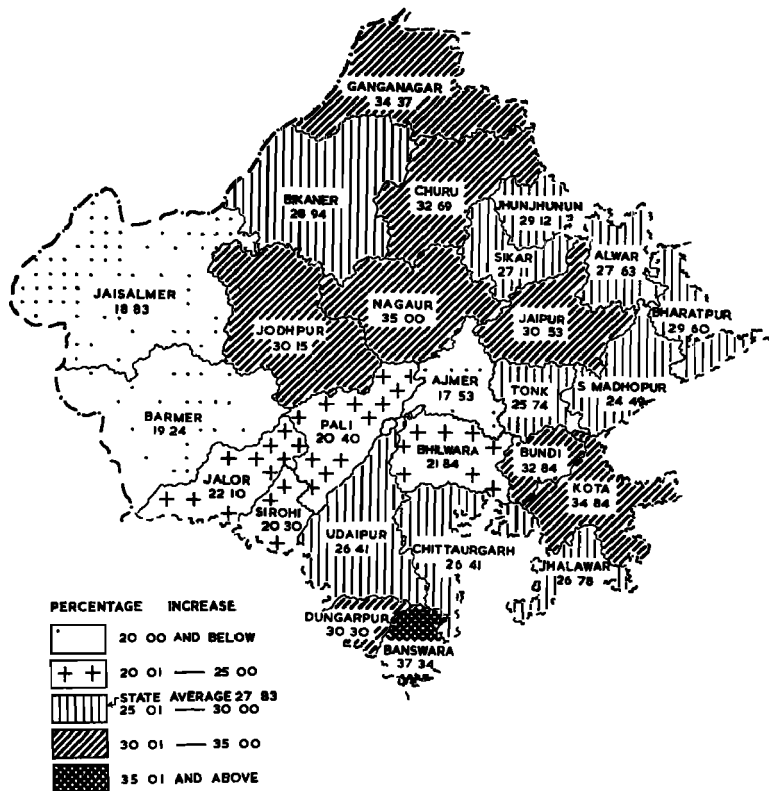 GANGANAGAR
34 37
BIKANER
28 94
CHURU
32 69
JHUNJHUNUN
29 12
SIKAR
27 11
ALWAR
27 63
JAISALMER
18 83
NAGAUR
35 00
JAIPUR
30 53
BHARATPUR
29 60
JODHPUR
30 15
AJMER
17 53
TONK
25 74
S MADHOPUR
24 49
BARMER
19 24
PALI
20 40
BHILWARA
21 84
BUNDI
32 84
KOTA
34 84
JALOR
22 10
SIROHI
20 30
UDAIPUR
26 41
CHITTAURGARH
26 41
JHALAWAR
26 78
DUNGARPUR
30 30
BANSWARA
37 34
PERCENTAGE INCREASE
20 00 AND BELOW
20 01 — 25 00
STATE AVERAGE 27 83
25 01 — 30 00
30 01 — 35 00
35 01 AND ABOVE